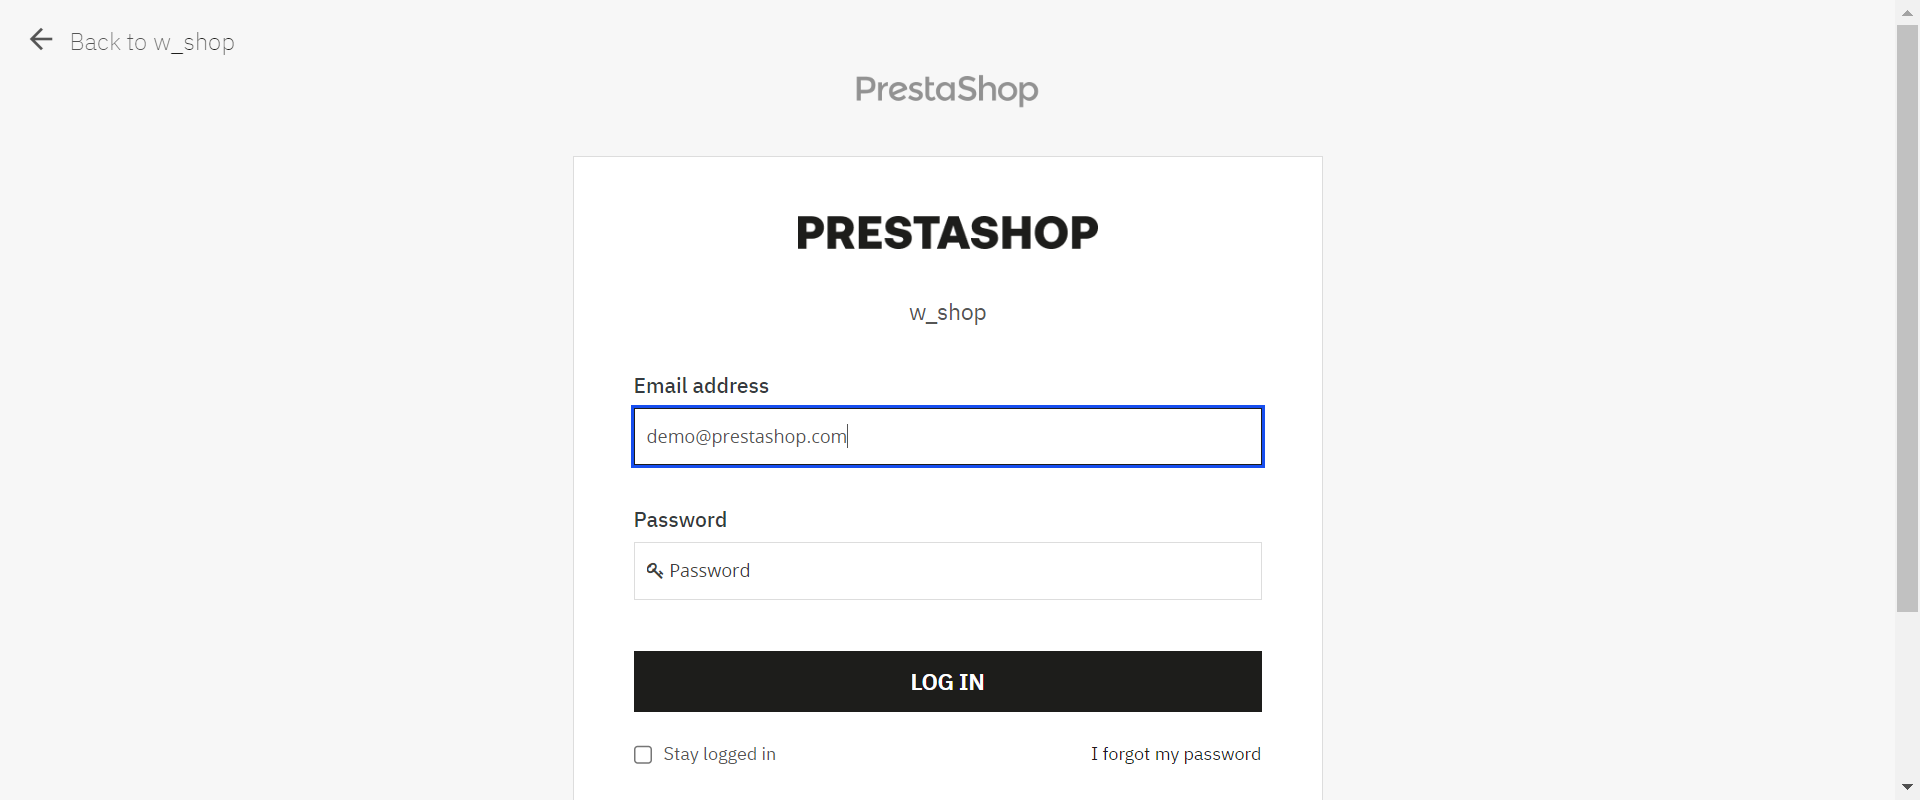 Back to w_shop
PrestaShop
PRESTASHOP
w_shop
Email address
demo@prestashop.com
Password
Password
LOG IN
Stay logged in
I forgot my password